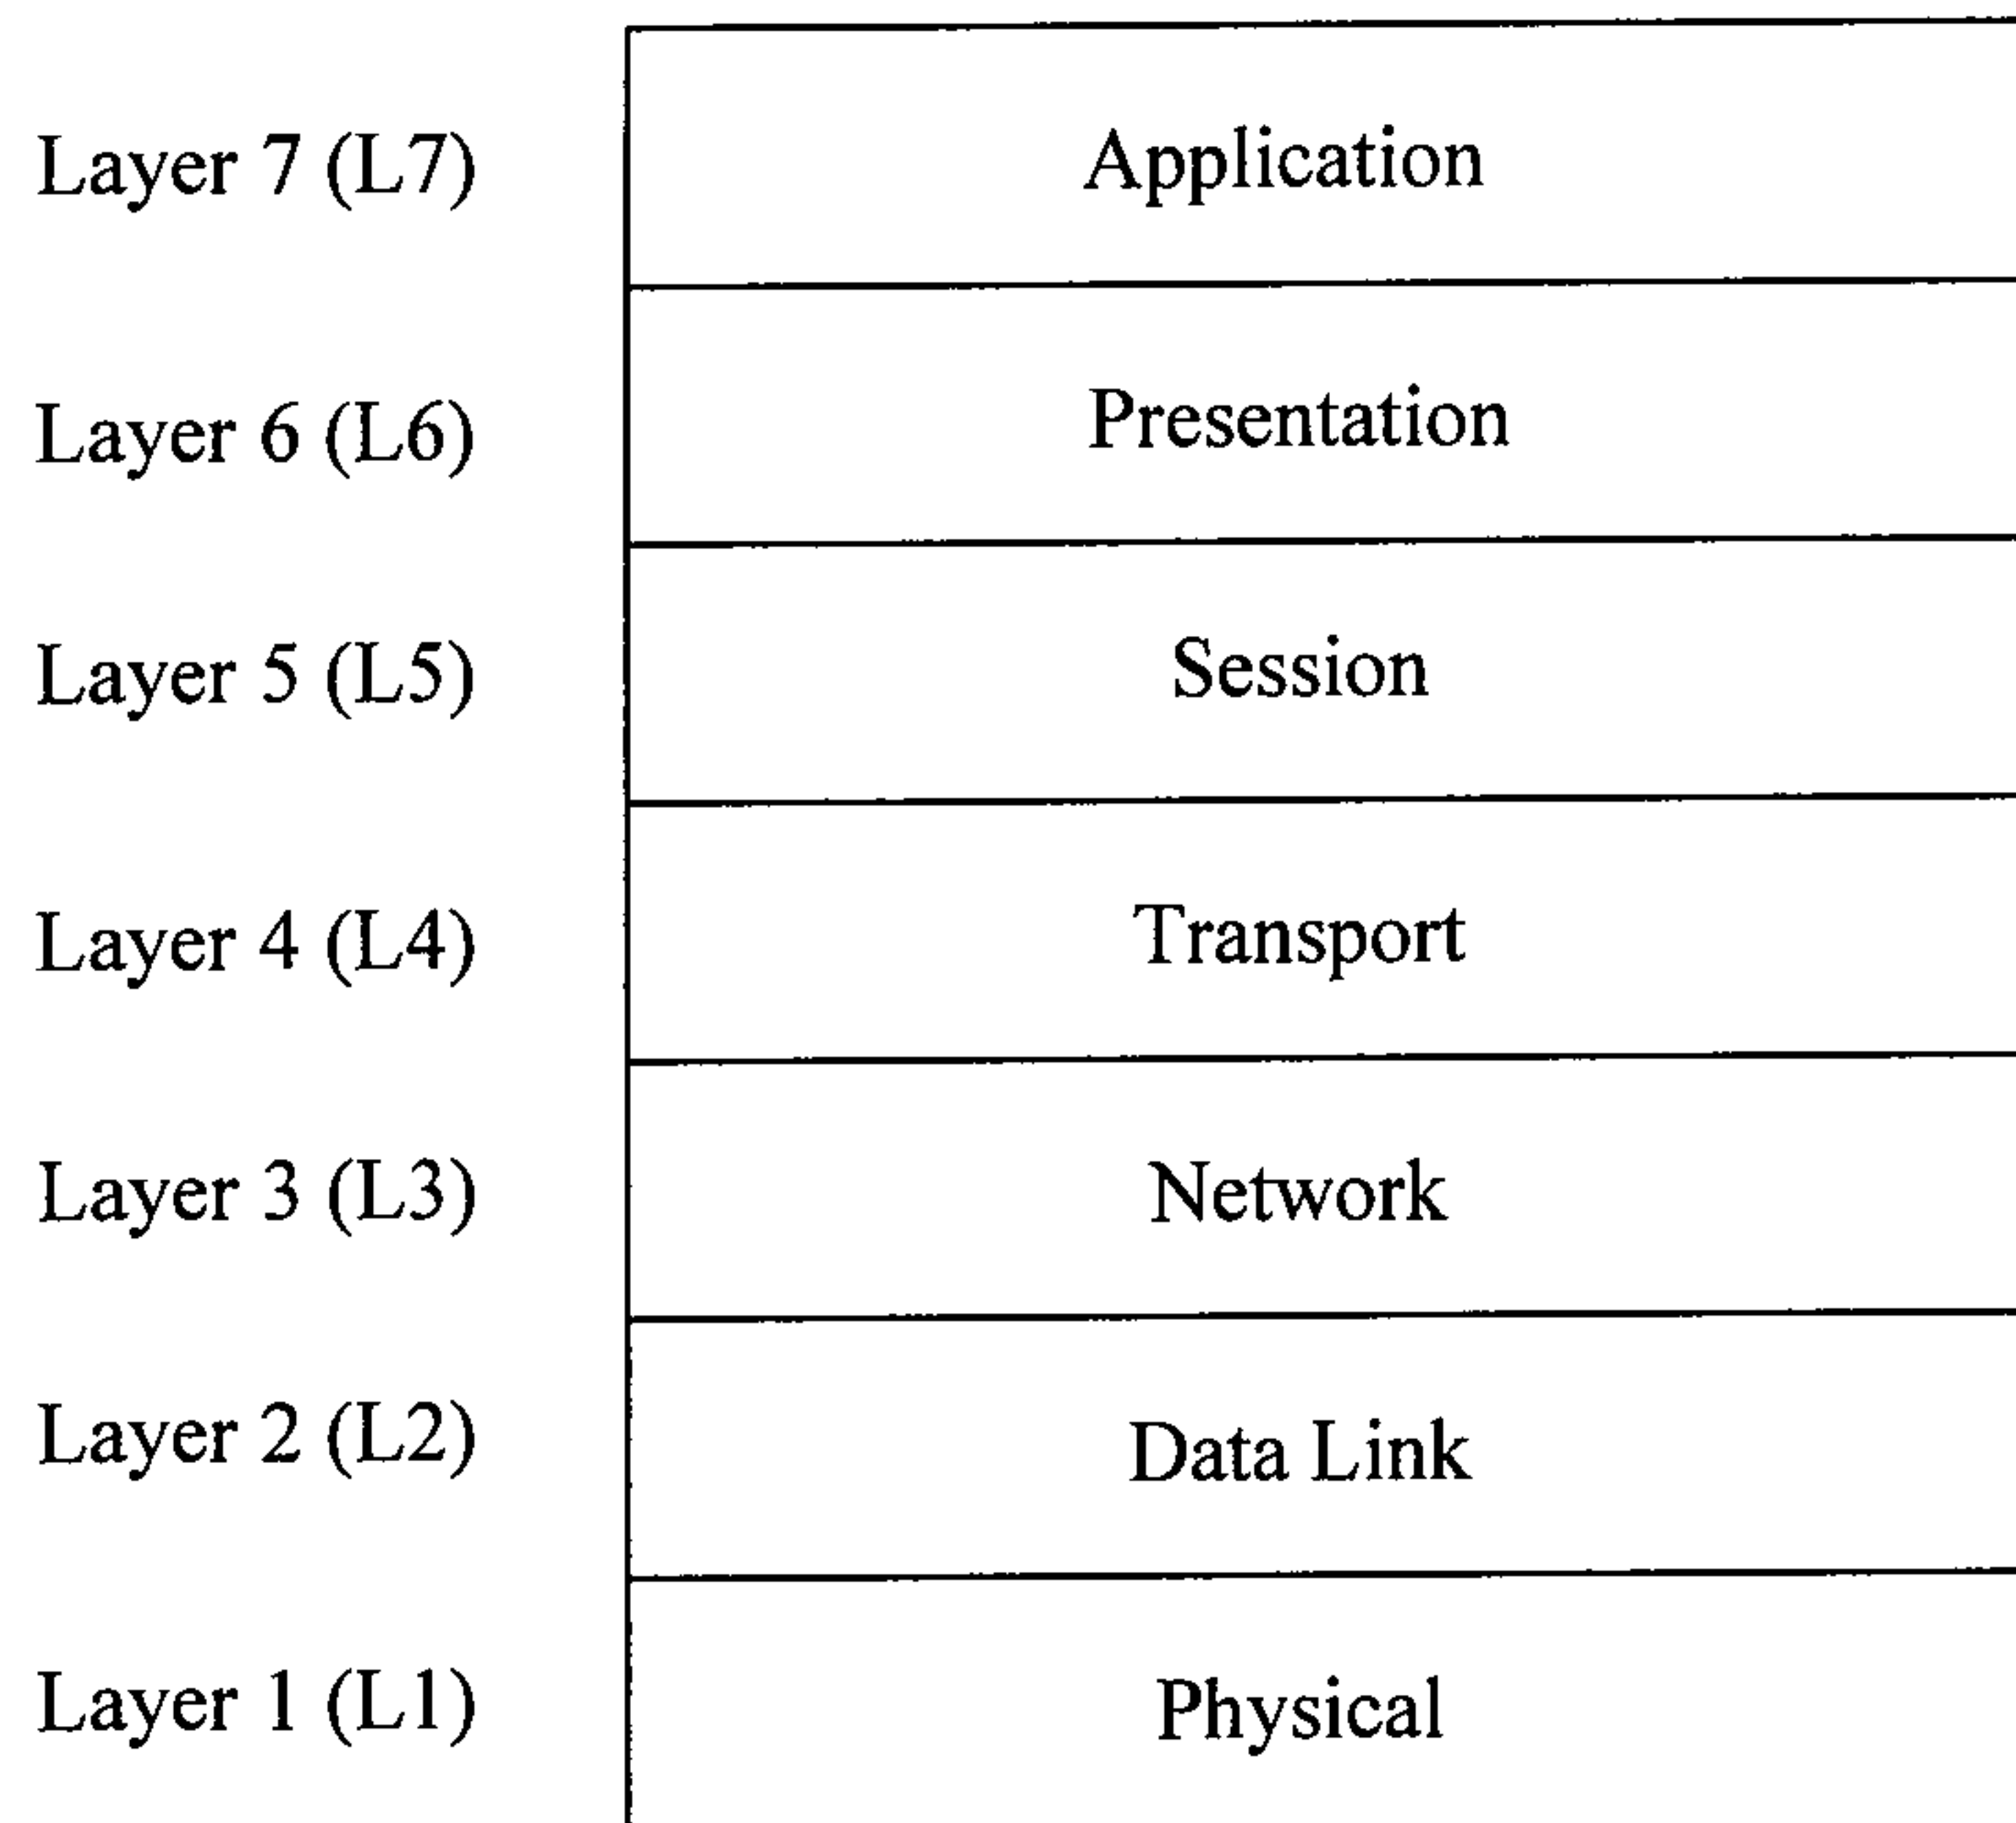 Layer 7 (L7) Application
Layer 6 (L6) Presentation
Layer 5 (L5) Session
Layer 4 (L4) Transport
Layer 3 (L3) Network
Layer 2 (L2) Data Link
Layer 1 (L1) Physical